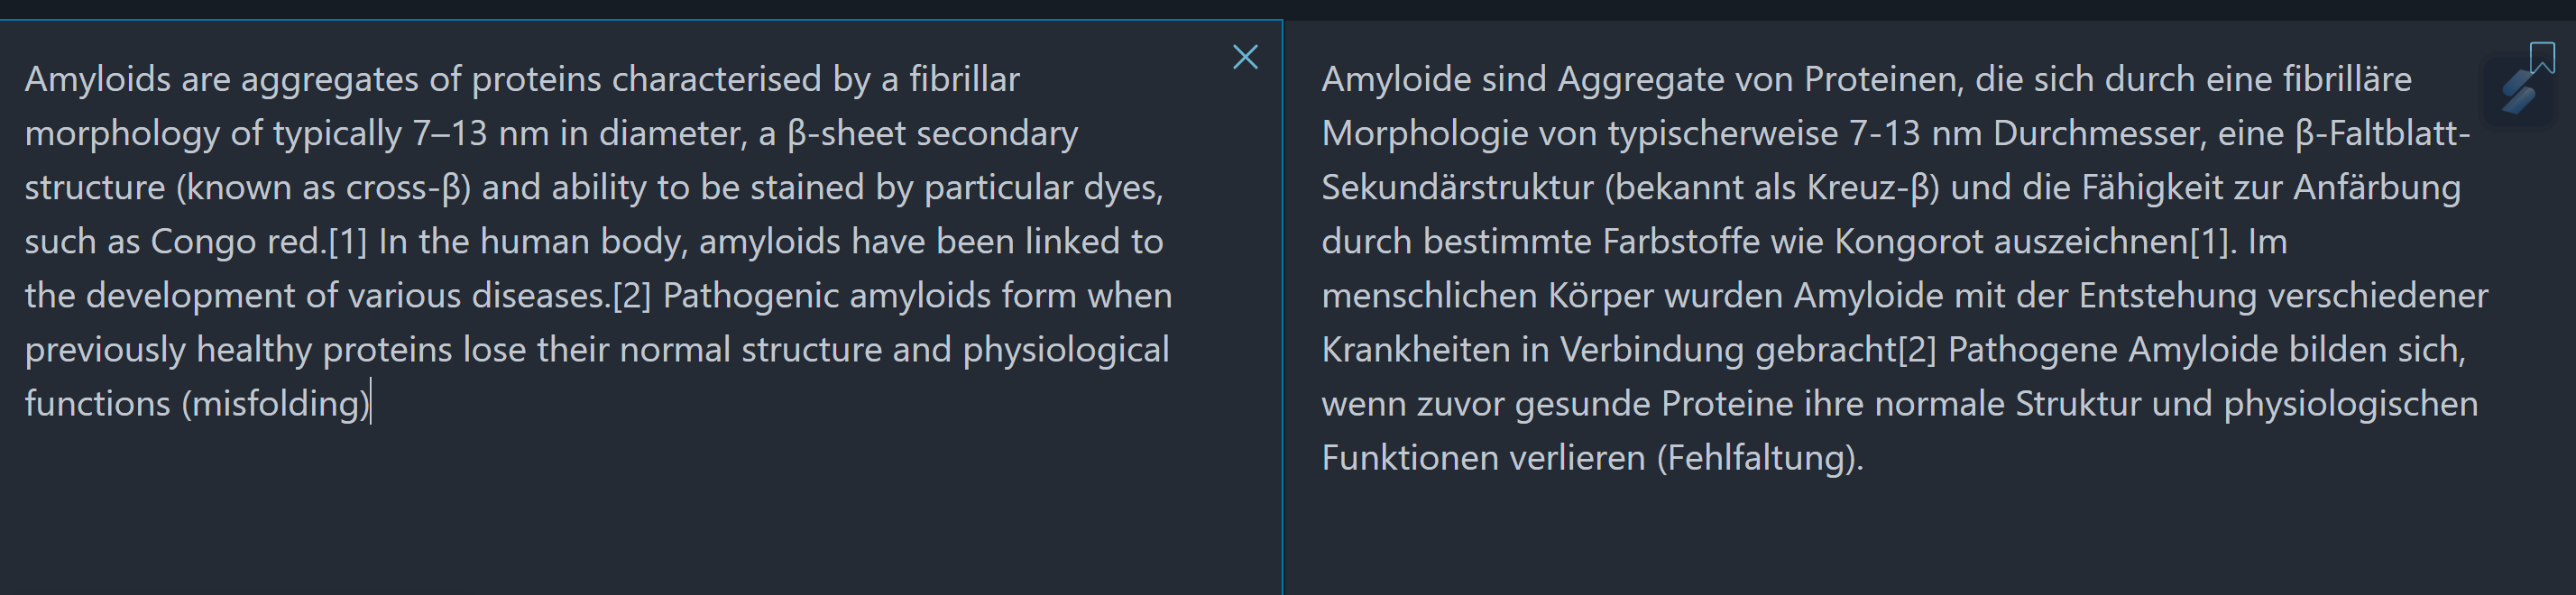 Amyloids are aggregates of proteins characterised by a fibrillar
morphology of typically 7–13 nm in diameter, a β-sheet secondary
structure (known as cross-β) and ability to be stained by particular dyes,
such as Congo red.[1] In the human body, amyloids have been linked to
the development of various diseases.[2] Pathogenic amyloids form when
previously healthy proteins lose their normal structure and physiological
functions (misfolding)
Amyloide sind Aggregate von Proteinen, die sich durch eine fibrilläre
Morphologie von typischerweise 7-13 nm Durchmesser, eine β-Faltblatt-
Sekundärstruktur (bekannt als Kreuz-β) und die Fähigkeit zur Anfärbung
durch bestimmte Farbstoffe wie Kongorot auszeichnen[1]. Im
menschlichen Körper wurden Amyloide mit der Entstehung verschiedener
Krankheiten in Verbindung gebracht[2] Pathogene Amyloide bilden sich,
wenn zuvor gesunde Proteine ihre normale Struktur und physiologischen
Funktionen verlieren (Fehlfaltung).